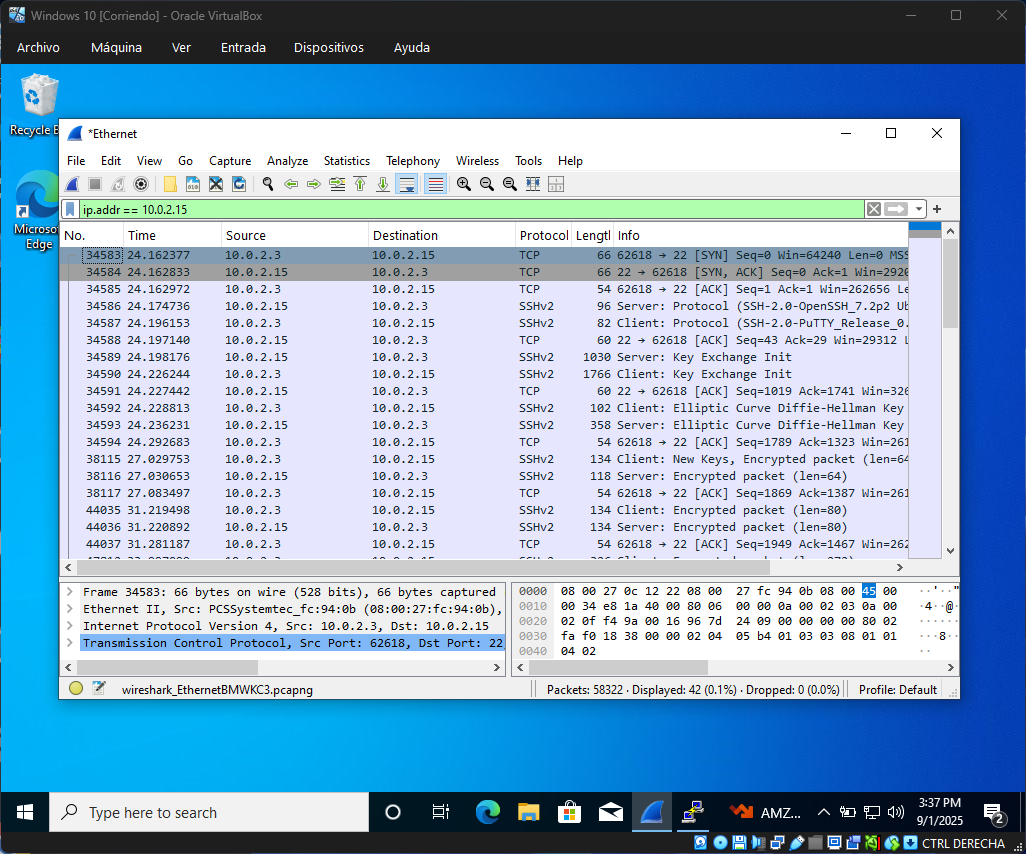 Windows 10 [Corriendo] - Oracle VirtualBox
Archivo Máquina Ver Entrada Dispositivos Ayuda
Recycle B
Microso
Edge
*Ethernet
File Edit View Go Capture Analyze Statistics Telephony Wireless Tools Help
ip.addr == 10.0.2.15
No. Time Source Destination Protocol Lengtl Info
34583 24.162377 10.0.2.3 10.0.2.15 TCP 66 62618 → 22 [SYN] Seq=0 Win=64240 Len=0 MSS
34584 24.162833 10.0.2.15 10.0.2.3 TCP 66 22 → 62618 [SYN, ACK] Seq=0 Ack=1 Win=2920
34585 24.162972 10.0.2.3 10.0.2.15 TCP 54 62618 → 22 [ACK] Seq=1 Ack=1 Win=262656 Le
34586 24.174736 10.0.2.15 10.0.2.3 SSHv2 96 Server: Protocol (SSH-2.0-OpenSSH_7.2p2 Ub
34587 24.196153 10.0.2.3 10.0.2.15 SSHv2 82 Client: Protocol (SSH-2.0-PuTTY_Release_0.
34588 24.197140 10.0.2.15 10.0.2.3 TCP 60 22 → 62618 [ACK] Seq=43 Ack=29 Win=29312 L
34589 24.198176 10.0.2.15 10.0.2.3 SSHv2 1030 Server: Key Exchange Init
34590 24.226244 10.0.2.3 10.0.2.15 SSHv2 1766 Client: Key Exchange Init
34591 24.227442 10.0.2.15 10.0.2.3 TCP 60 22 → 62618 [ACK] Seq=1019 Ack=1741 Win=326
34592 24.228813 10.0.2.3 10.0.2.15 SSHv2 102 Client: Elliptic Curve Diffie-Hellman Key
34593 24.236231 10.0.2.15 10.0.2.3 SSHv2 358 Server: Elliptic Curve Diffie-Hellman Key
34594 24.292683 10.0.2.3 10.0.2.15 TCP 54 62618 → 22 [ACK] Seq=1789 Ack=1323 Win=261
38115 27.029753 10.0.2.3 10.0.2.15 SSHv2 134 Client: New Keys, Encrypted packet (len=64
38116 27.030653 10.0.2.15 10.0.2.3 SSHv2 118 Server: Encrypted packet (len=64)
38117 27.083497 10.0.2.3 10.0.2.15 TCP 54 62618 → 22 [ACK] Seq=1869 Ack=1387 Win=261
44035 31.219498 10.0.2.3 10.0.2.15 SSHv2 134 Client: Encrypted packet (len=80)
44036 31.220892 10.0.2.15 10.0.2.3 SSHv2 134 Server: Encrypted packet (len=80)
44037 31.281187 10.0.2.3 10.0.2.15 TCP 54 62618 → 22 [ACK] Seq=1949 Ack=1467 Win=262
Frame 34583: 66 bytes on wire (528 bits), 66 bytes captured
Ethernet II, Src: PCSSystemtec_fc:94:0b (08:00:27:fc:94:0b),
Internet Protocol Version 4, Src: 10.0.2.3, Dst: 10.0.2.15
Transmission Control Protocol, Src Port: 62618, Dst Port: 22
0000 08 00 27 0c 12 22 08 00 27 fc 94 0b 08 00 45 00 ··'··"
0010 00 34 e8 1a 40 00 80 06 00 00 0a 00 02 03 0a 00 ·4··@·
0020 02 0f f4 9a 00 16 96 7d 24 09 00 00 00 00 80 02 ······
0030 fa f0 18 38 00 00 02 04 05 b4 01 03 03 08 01 01 ···8··
0040 04 02 ··
wireshark_EthernetBMWKC3.pcapng Packets: 58322 · Displayed: 42 (0.1%) · Dropped: 0 (0.0%) Profile: Default
Type here to search
AMZ...
3:37 PM
9/1/2025
2
CTRL DERECHA